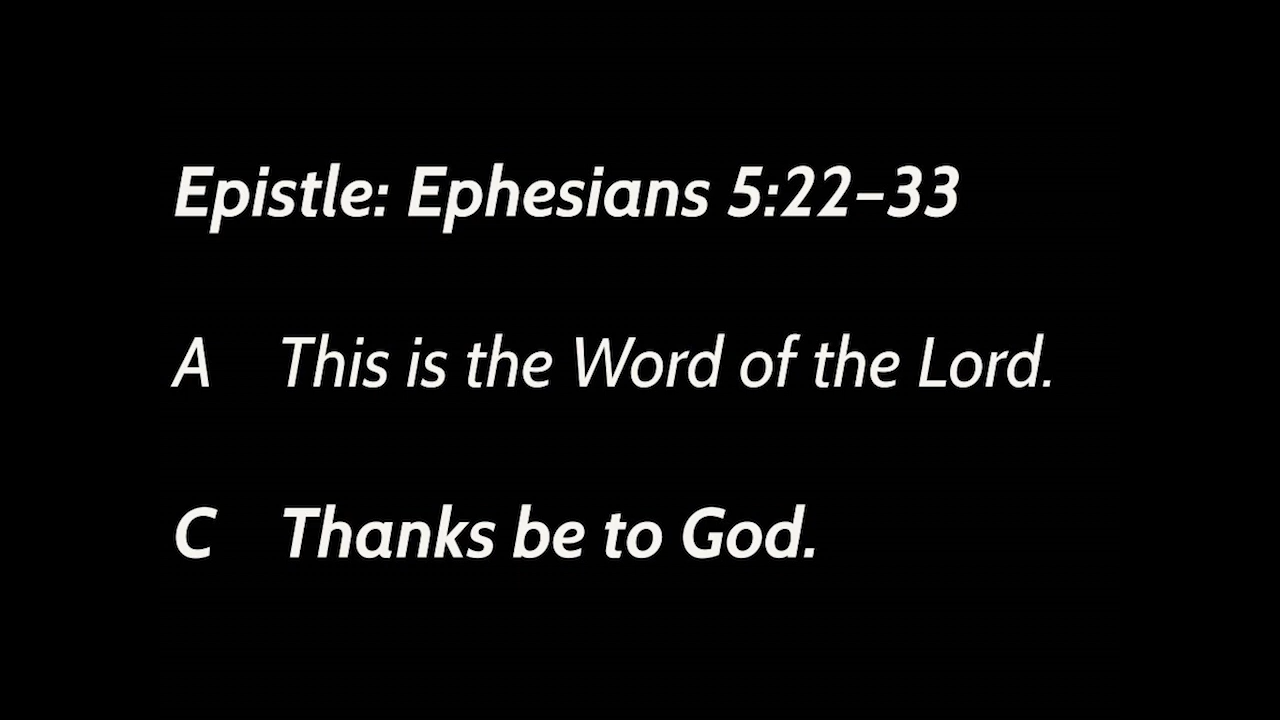 Epistle: Ephesians 5:22–33
A This is the Word of the Lord.
C Thanks be to God.